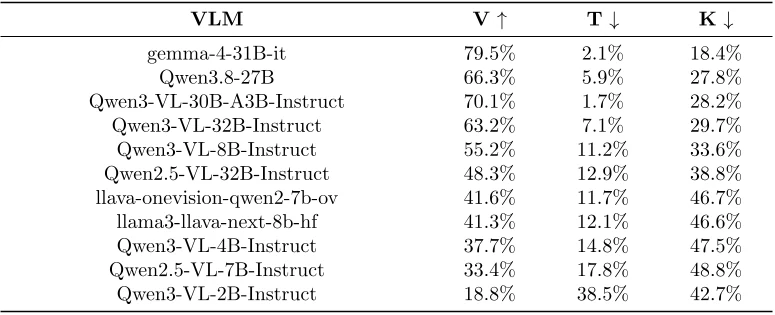 VLM V ↑ T ↓ K ↓
gemma-4-31B-it 79.5% 2.1% 18.4%
Qwen3.8-27B 66.3% 5.9% 27.8%
Qwen3-VL-30B-A3B-Instruct 70.1% 1.7% 28.2%
Qwen3-VL-32B-Instruct 63.2% 7.1% 29.7%
Qwen3-VL-8B-Instruct 55.2% 11.2% 33.6%
Qwen2.5-VL-32B-Instruct 48.3% 12.9% 38.8%
llava-onevision-qwen2-7b-ov 41.6% 11.7% 46.7%
llama3-llava-next-8b-hf 41.3% 12.1% 46.6%
Qwen3-VL-4B-Instruct 37.7% 14.8% 47.5%
Qwen2.5-VL-7B-Instruct 33.4% 17.8% 48.8%
Qwen3-VL-2B-Instruct 18.8% 38.5% 42.7%